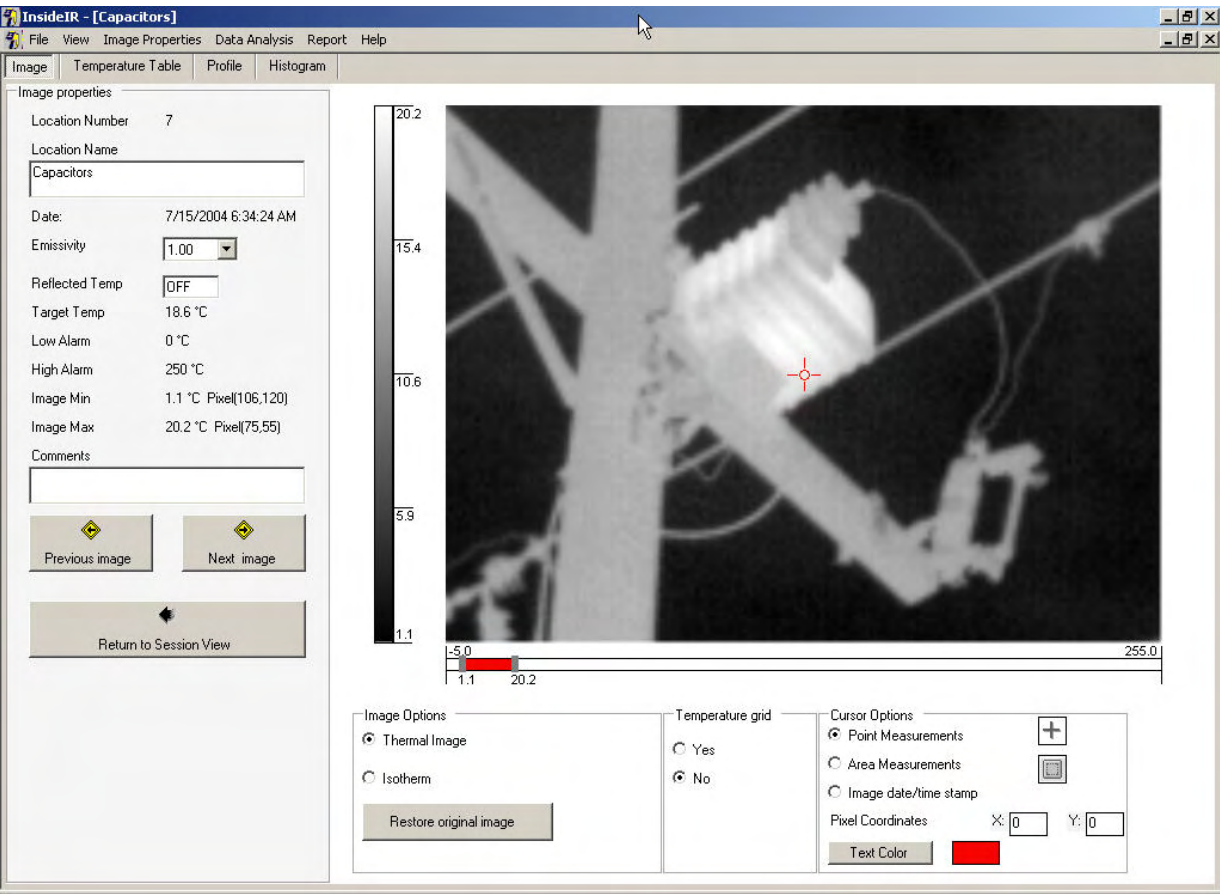 InsideIR - [Capacitors]
File View Image Properties Data Analysis Report Help
Image Temperature Table Profile Histogram
Image properties
Location Number 7
Location Name
Capacitors
Date: 7/15/2004 6:34:24 AM
Emissivity 1.00
Reflected Temp OFF
Target Temp 18.6 °C
Low Alarm 0 °C
High Alarm 250 °C
Image Min 1.1 °C Pixel(106,120)
Image Max 20.2 °C Pixel(75,55)
Comments
Previous image Next image
Return to Session View
20.2
15.4
10.6
5.9
1.1
-5.0 255.0
1.1 20.2
Image Options
Thermal Image
Isotherm
Restore original image
Temperature grid
Yes
No
Cursor Options
Point Measurements
Area Measurements
Image date/time stamp
Pixel Coordinates X: 0 Y: 0
Text Color